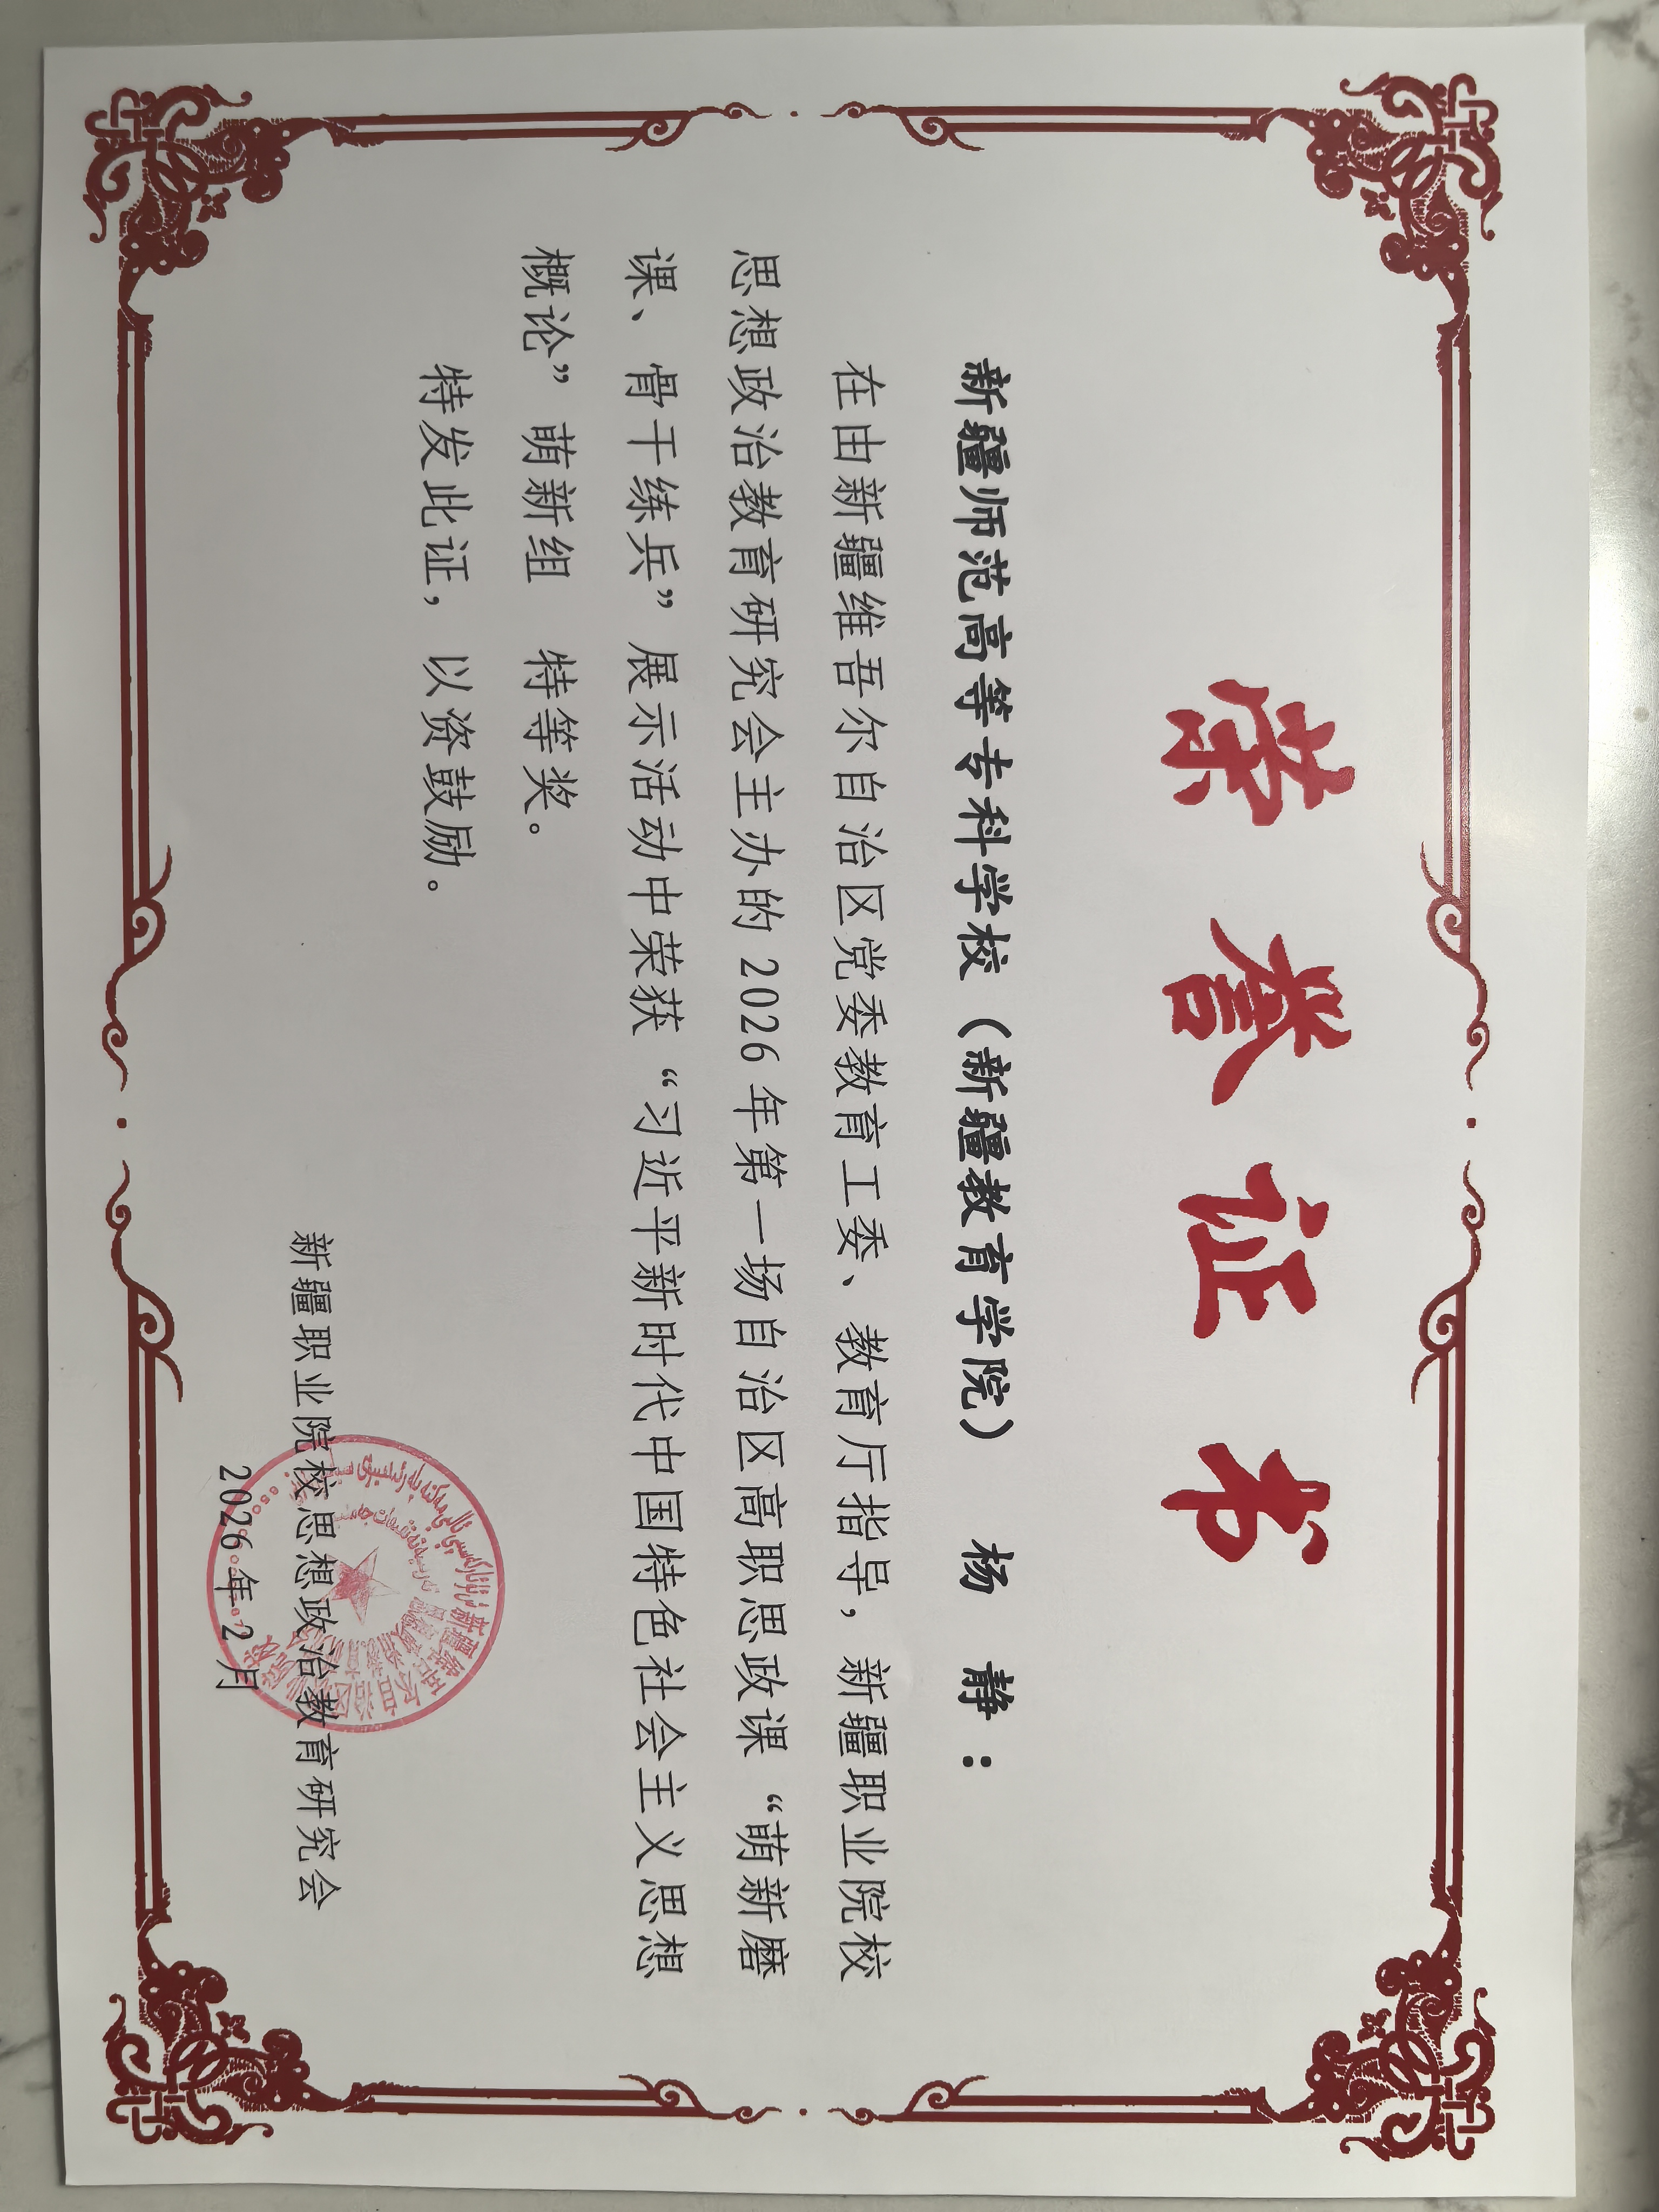 荣誉证书
新疆师范高等专科学校（新疆教育学院） 杨 静：
在由新疆维吾尔自治区党委教育工委、教育厅指导，新疆职业院校
思想政治教育研究会主办的2026年第一场自治区高职思政课“萌新磨
课、骨干练兵”展示活动中荣获“习近平新时代中国特色社会主义思想
概论”萌新组 特等奖。
特发此证，以资鼓励。
新疆职业院校思想政治教育研究会
2026年2月